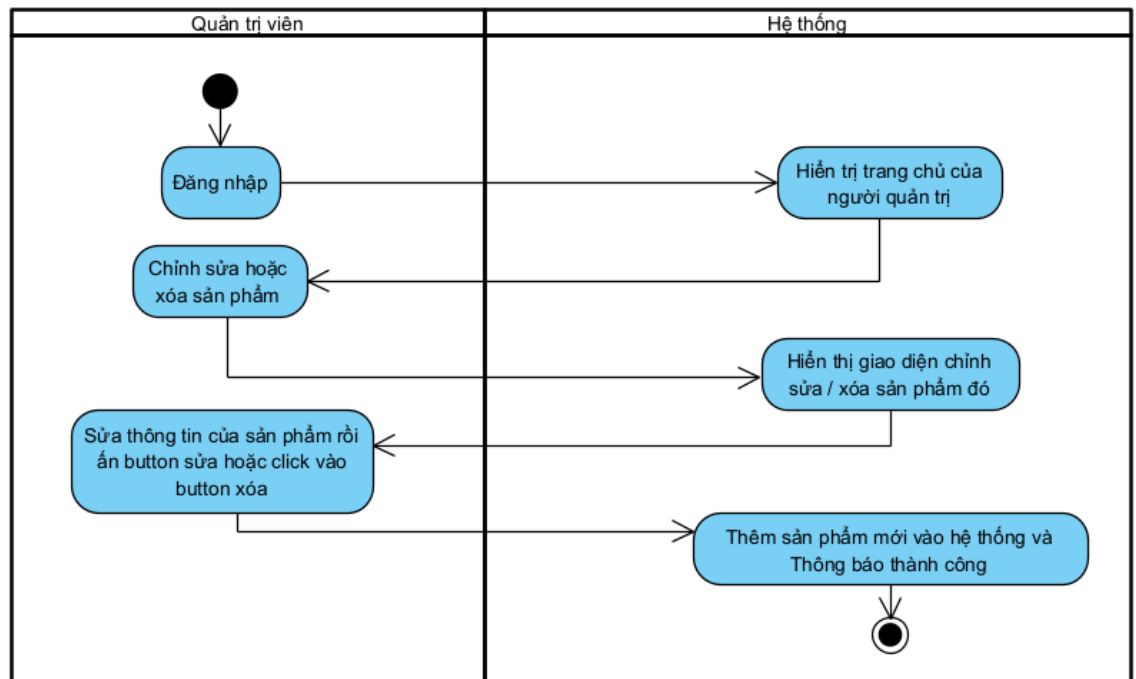 Quản trị viên
Hệ thống
Đăng nhập
Hiển trị trang chủ của
người quản trị
Chỉnh sửa hoặc
xóa sản phẩm
Hiển thị giao diện chỉnh
sửa / xóa sản phẩm đó
Sửa thông tin của sản phẩm rồi
ấn button sửa hoặc click vào
button xóa
Thêm sản phẩm mới vào hệ thống và
Thông báo thành công